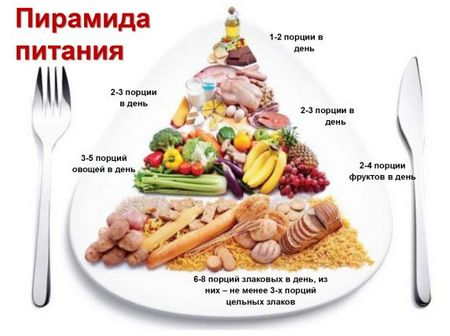 Пирамида
питания
1-2 порции в
день
2-3 порции
в день
2-3 порции в
день
3-5 порций
овощей в день
2-4 порции
фруктов в день
6-8 порций злаковых в день, из
них – не менее 3-х порций
цельных злаков